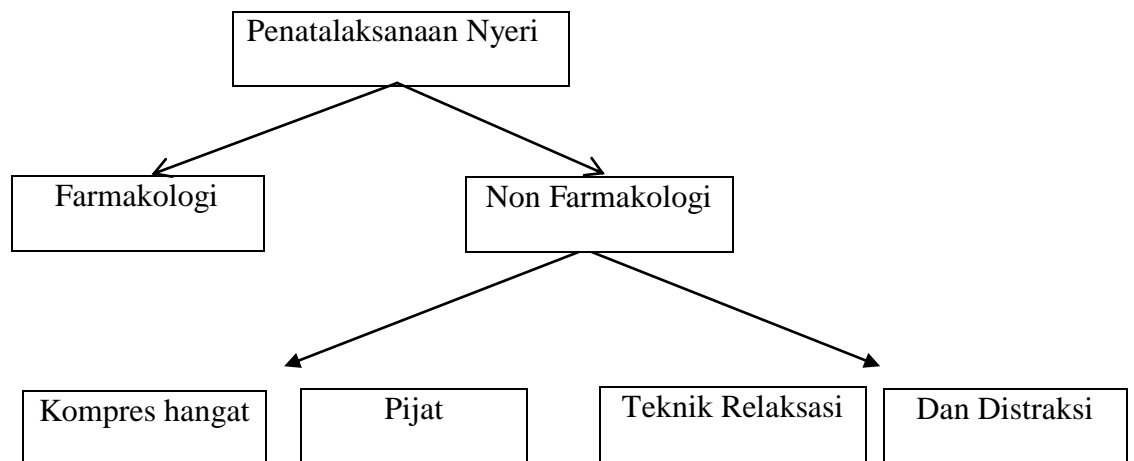 Penatalaksanaan Nyeri
Farmakologi
Non Farmakologi
Kompres hangat
Pijat
Teknik Relaksasi
Dan Distraksi